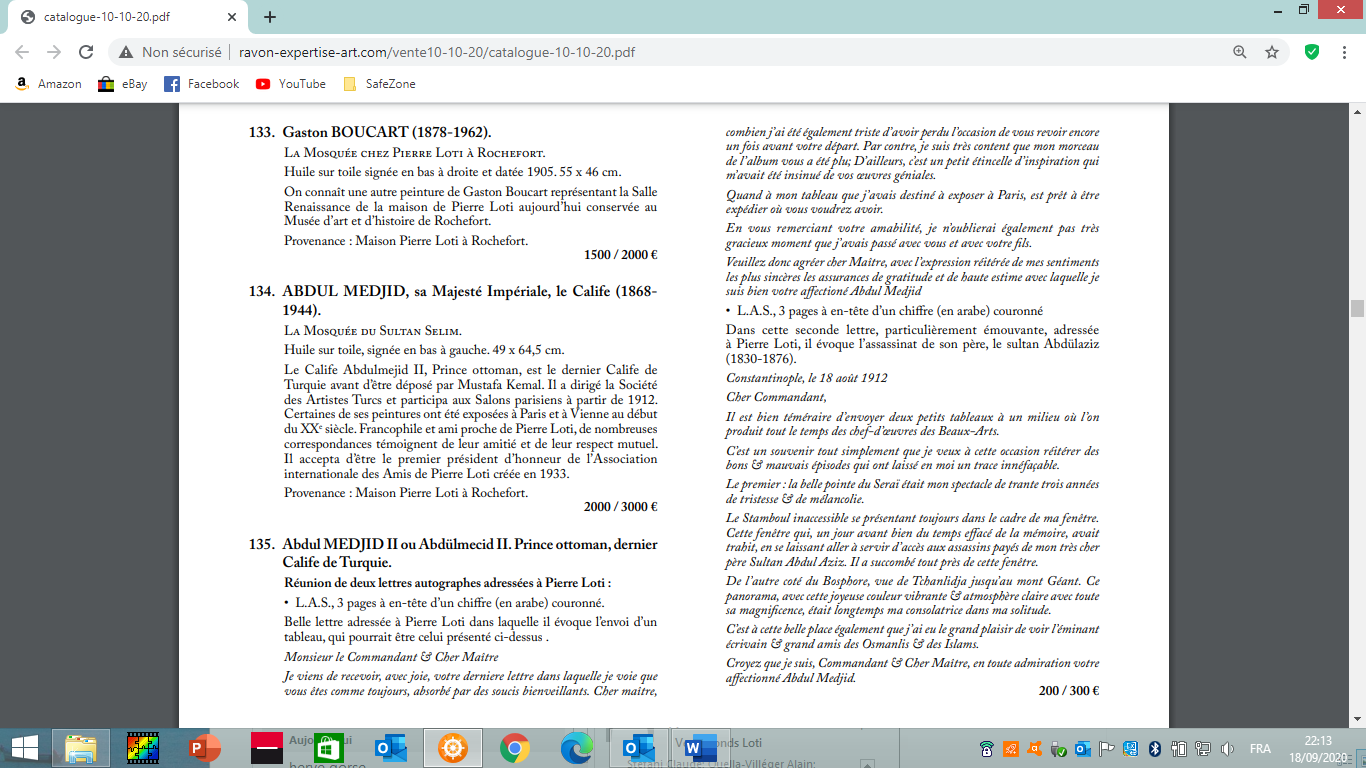 catalogue-10-10-20.pdf
Non sécurisé
ravon-expertise-art.com/vente10-10-20/catalogue-10-10-20.pdf
Amazon
eBay
Facebook
YouTube
SafeZone
133. Gaston BOUCART (1878-1962).
La Mosquée chez Pierre Loti à Rochefort.
Huile sur toile signée en bas à droite et datée 1905. 55 x 46 cm.
On connaît une autre peinture de Gaston Boucart représentant la Salle
Renaissance de la maison de Pierre Loti aujourd'hui conservée au
Musée d'art et d'histoire de Rochefort.
Provenance : Maison Pierre Loti à Rochefort.
1500 / 2000 €
134. ABDUL MEDJID, sa Majesté Impériale, le Calife (1868-
1944).
La Mosquée du Sultan Selim.
Huile sur toile, signée en bas à gauche. 49 x 64,5 cm.
Le Calife Abdulmejid II, Prince ottoman, est le dernier Calife de
Turquie avant d'être déposé par Mustafa Kemal. Il a dirigé la Société
des Artistes Turcs et participa aux Salons parisiens à partir de 1912.
Certaines de ses peintures ont été exposées à Paris et à Vienne au début
du XXe siècle. Francophile et ami proche de Pierre Loti, de nombreuses
correspondances témoignent de leur amitié et de leur respect mutuel.
Il accepta d'être le premier président d'honneur de l'Association
internationale des Amis de Pierre Loti créée en 1933.
Provenance : Maison Pierre Loti à Rochefort.
2000 / 3000 €
135. Abdul MEDJID II ou Abdülmecid II. Prince ottoman, dernier
Calife de Turquie.
Réunion de deux lettres autographes adressées à Pierre Loti :
• L.A.S., 3 pages à en-tête d'un chiffre (en arabe) couronné.
Belle lettre adressée à Pierre Loti dans laquelle il évoque l'envoi d'un
tableau, qui pourrait être celui présenté ci-dessus .
Monsieur le Commandant & Cher Maître
Je viens de recevoir, avec joie, votre derniere lettre dans laquelle je voie que
vous êtes comme toujours, absorbé par des soucis bienveillants. Cher maître,
combien j'ai été également triste d'avoir perdu l'occasion de vous revoir encore
un fois avant votre départ. Par contre, je suis très content que mon morceau
de l'album vous a été plu; D'ailleurs, c'est un petit étincelle d'inspiration qui
m'avait été insinué de vos œuvres géniales.
Quand à mon tableau que j'avais destiné à exposer à Paris, est prêt à être
expédier où vous voudrez avoir.
En vous remerciant votre amabilité, je n'oublierai également pas très
gracieux moment que j'avais passé avec vous et avec votre fils.
Veuillez donc agréer cher Maître, avec l'expression réitérée de mes sentiments
les plus sincères les assurances de gratitude et de haute estime avec laquelle je
suis bien votre affectioné Abdul Medjid
• L.A.S., 3 pages à en-tête d'un chiffre (en arabe) couronné
Dans cette seconde lettre, particulièrement émouvante, adressée
à Pierre Loti, il évoque l'assassinat de son père, le sultan Abdülaziz
(1830-1876).
Constantinople, le 18 août 1912
Cher Commandant,
Il est bien téméraire d'envoyer deux petits tableaux à un milieu où l'on
produit tout le temps des chef-d'œuvres des Beaux-Arts.
C'est un souvenir tout simplement que je veux à cette occasion réitérer des
bons & mauvais épisodes qui ont laissé en moi un trace innéfaçable.
Le premier : la belle pointe du Seraï était mon spectacle de trante trois années
de tristesse & de mélancolie.
Le Stamboul inaccessible se présentant toujours dans le cadre de ma fenêtre.
Cette fenêtre qui, un jour avant bien du temps effacé de la mémoire, avait
trahit, en se laissant aller à servir d'accès aux assassins payés de mon très cher
père Sultan Abdul Aziz. Il a succombé tout près de cette fenêtre.
De l'autre coté du Bosphore, vue de Tchanlidja jusqu'au mont Géant. Ce
panorama, avec cette joyeuse couleur vibrante & atmosphère claire avec toute
sa magnificence, était longtemps ma consolatrice dans ma solitude.
C'est à cette belle place également que j'ai eu le grand plaisir de voir l'éminant
écrivain & grand amis des Osmanlis & des Islams.
Croyez que je suis, Commandant & Cher Maître, en toute admiration votre
affectionné Abdul Medjid.
200 / 300 €
FRA
22:13
18/09/2020